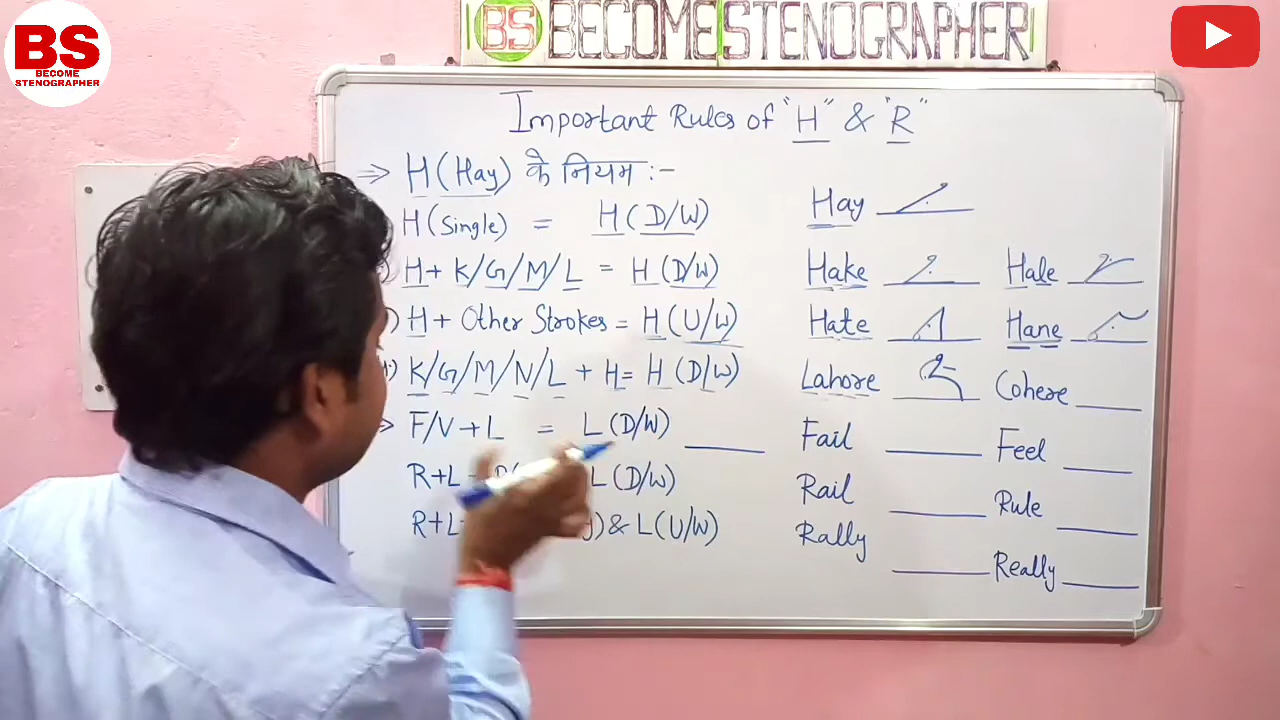 BS
BECOME
STENOGRAPHER
BS BECOME STENOGRAPHER
Important Rules of "H" & "R"
⇒ H (Hay) के नियम :-
H (Single) = H (D/W)
Hay
H + K/G/M/L = H (D/W)
Hake
Hale
H + Other Strokes = H (U/W)
Hate
Hane
K/G/M/N/L + H = H (D/W)
Lahore
Cohere
F/V + L = L (D/W)
Fail
Feel
R+L L (D/W)
Rail
Rule
R+L & L (U/W)
Rally
Really